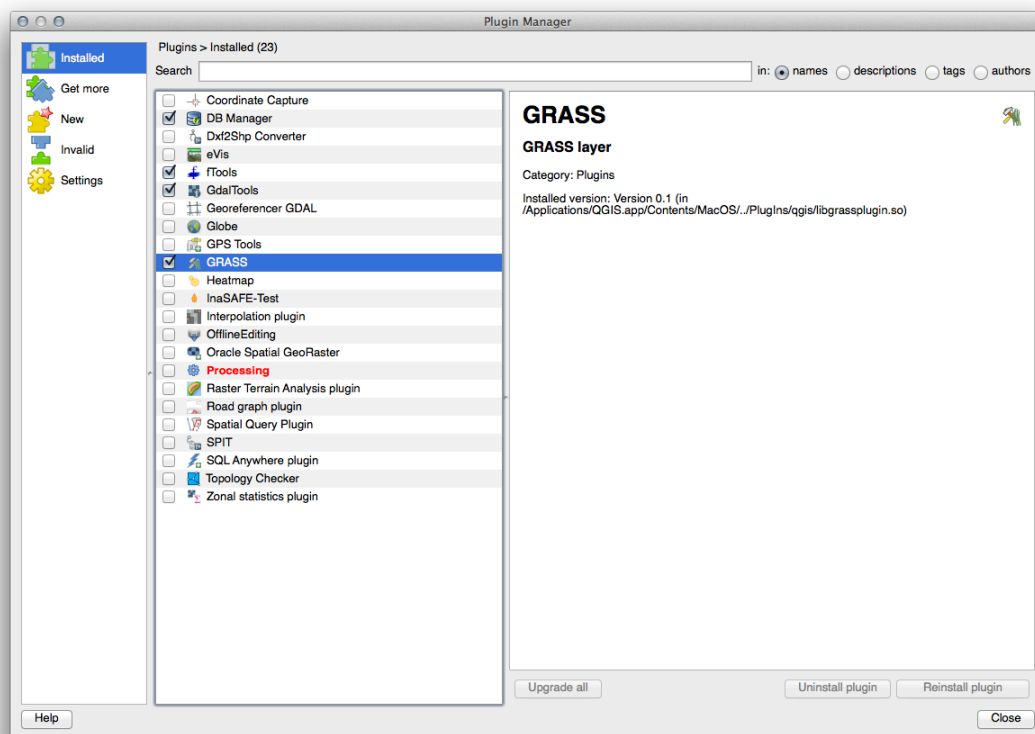 Plugin Manager
Installed
Get more
New
Invalid
Settings
Plugins > Installed (23)
Search
in: names descriptions tags authors
Coordinate Capture
DB Manager
Dxf2Shp Converter
eVis
fTools
GdalTools
Georeferencer GDAL
Globe
GPS Tools
GRASS
Heatmap
InaSAFE-Test
Interpolation plugin
OfflineEditing
Oracle Spatial GeoRaster
Processing
Raster Terrain Analysis plugin
Road graph plugin
Spatial Query Plugin
SPIT
SQL Anywhere plugin
Topology Checker
Zonal statistics plugin
GRASS
GRASS layer
Category: Plugins
Installed version: Version 0.1 (in
/Applications/QGIS.app/Contents/MacOS/../PlugIns/qgis/libgrassplugin.so)
Upgrade all
Uninstall plugin
Reinstall plugin
Help
Close